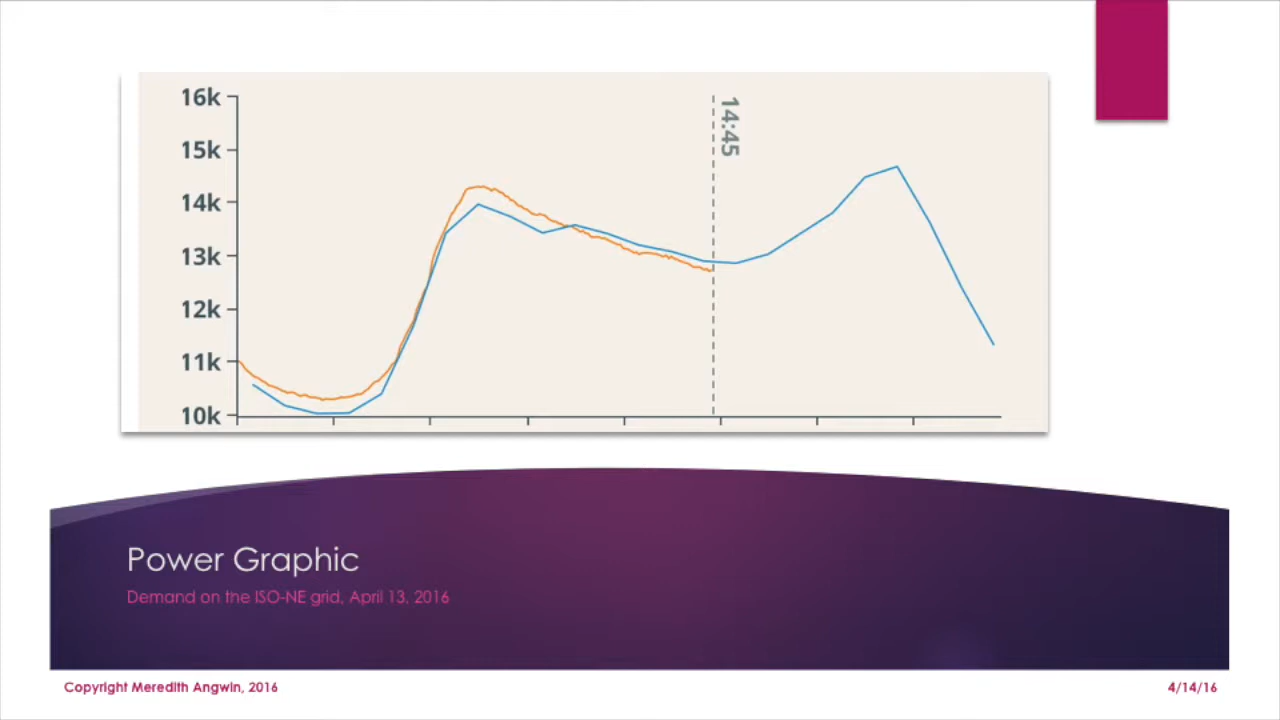 16k
15k
14k
13k
12k
11k
10k
14:45
Power Graphic
Demand on the ISO-NE grid, April 13, 2016
Copyright Meredith Angwin, 2016
4/14/16